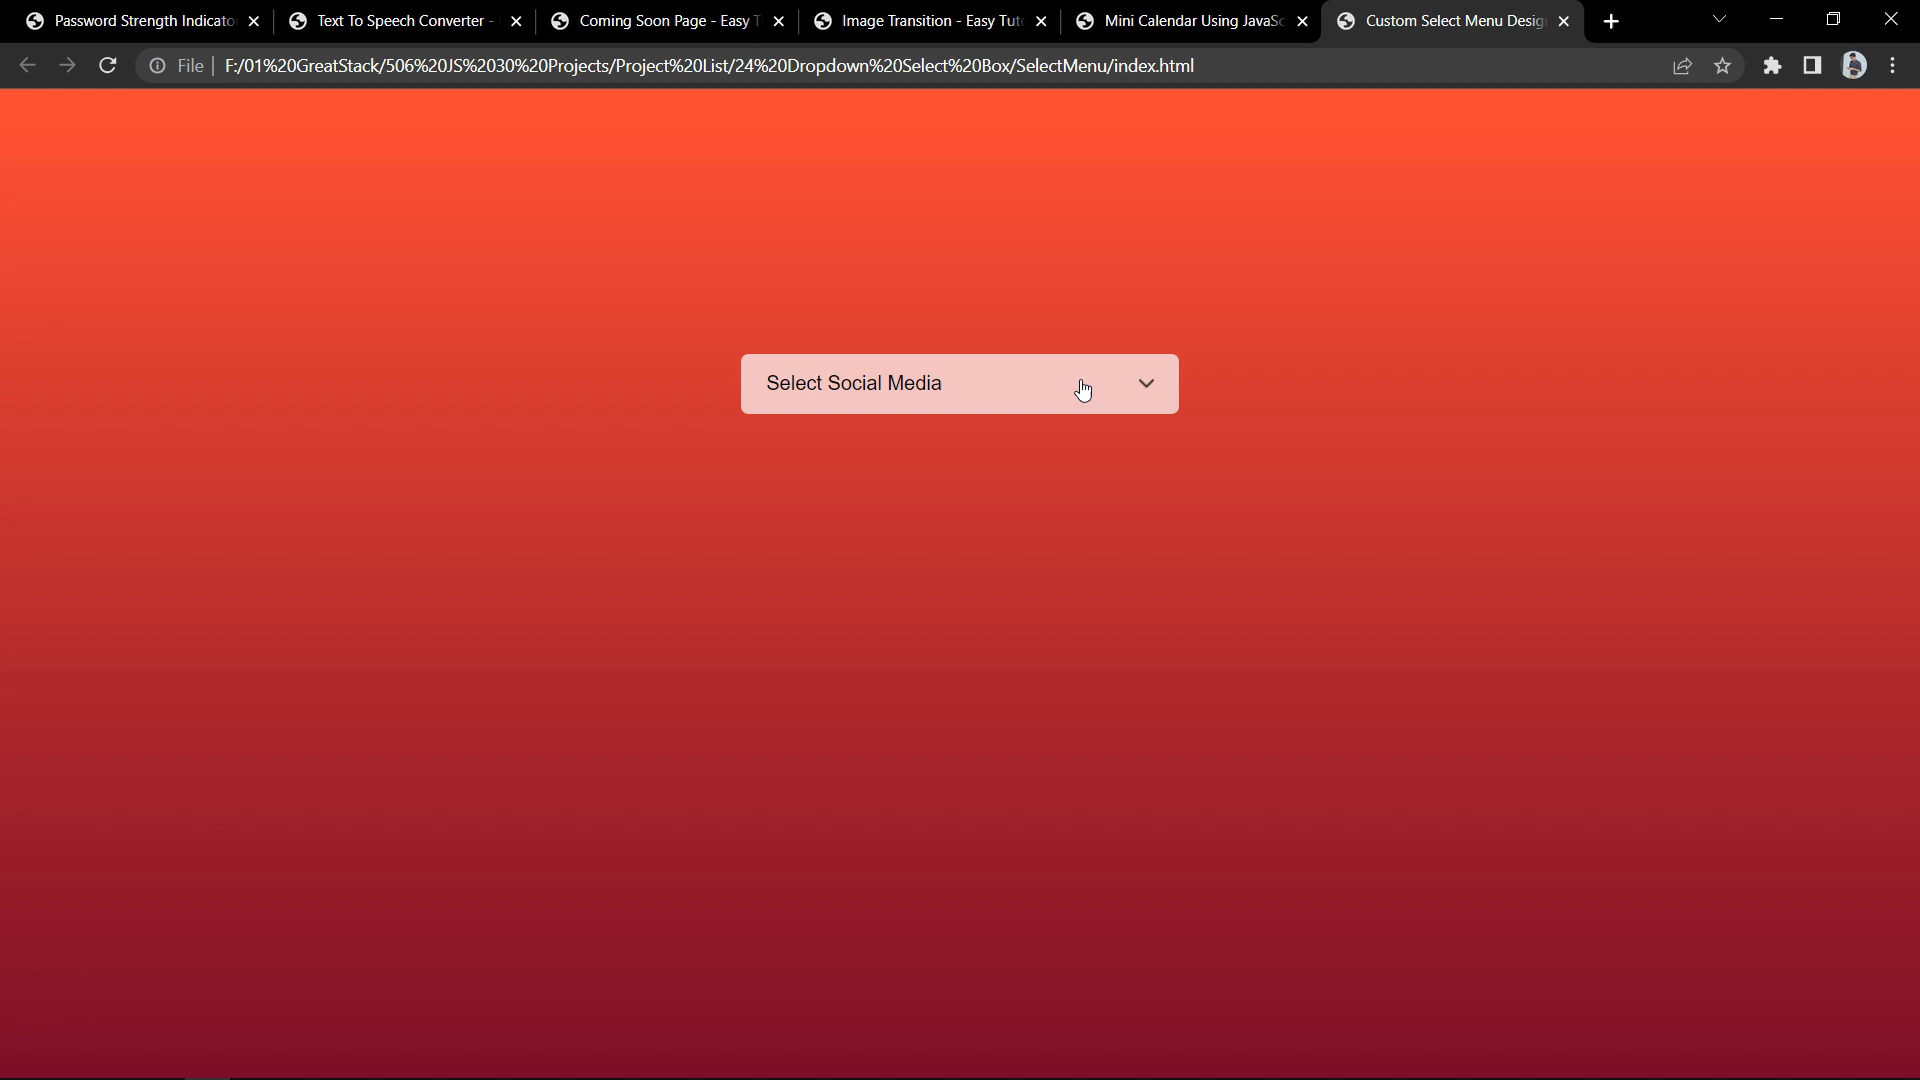 Password Strength Indicato
Text To Speech Converter -
Coming Soon Page - Easy T
Image Transition - Easy Tut
Mini Calendar Using JavaSc
Custom Select Menu Desig
File
F:/01%20GreatStack/506%20JS%2030%20Projects/Project%20List/24%20Dropdown%20Select%20Box/SelectMenu/index.html
Select Social Media